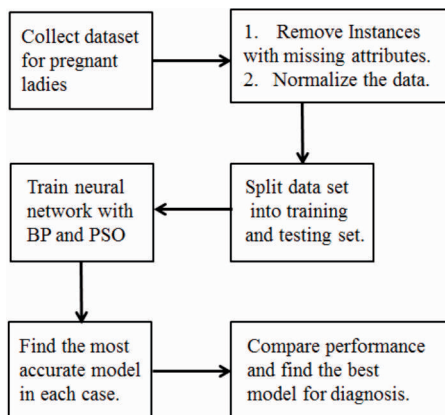 Collect dataset
for pregnant
ladies
1. Remove Instances
with missing attributes.
2. Normalize the data.
Split data set
into training
and testing set.
Train neural
network with
BP and PSO
Find the most
accurate model
in each case.
Compare performance
and find the best
model for diagnosis.